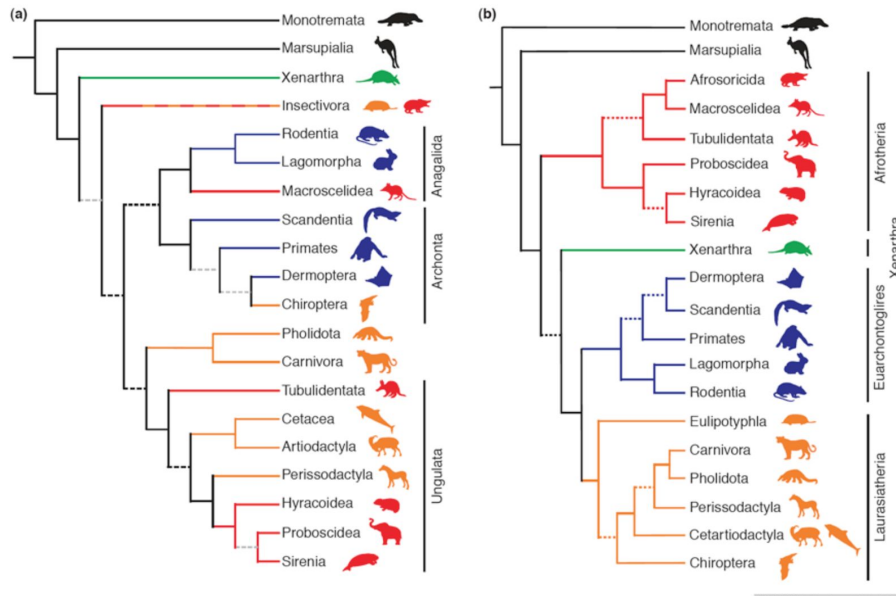 (a)
Monotremata
Marsupialia
Xenarthra
Insectivora
Rodentia
Lagomorpha
Macroscelidea
Scandentia
Primates
Dermoptera
Chiroptera
Pholidota
Carnivora
Tubulidentata
Cetacea
Artiodactyla
Perissodactyla
Hyracoidea
Proboscidea
Sirenia
Anagalida
Archonta
Ungulata
(b)
Monotremata
Marsupialia
Afrosoricida
Macroscelidea
Tubulidentata
Proboscidea
Hyracoidea
Sirenia
Xenarthra
Dermoptera
Scandentia
Primates
Lagomorpha
Rodentia
Eulipotyphla
Carnivora
Pholidota
Perissodactyla
Cetartiodactyla
Chiroptera
Afrotheria
Xenarthra
Euarchontoglires
Laurasiatheria